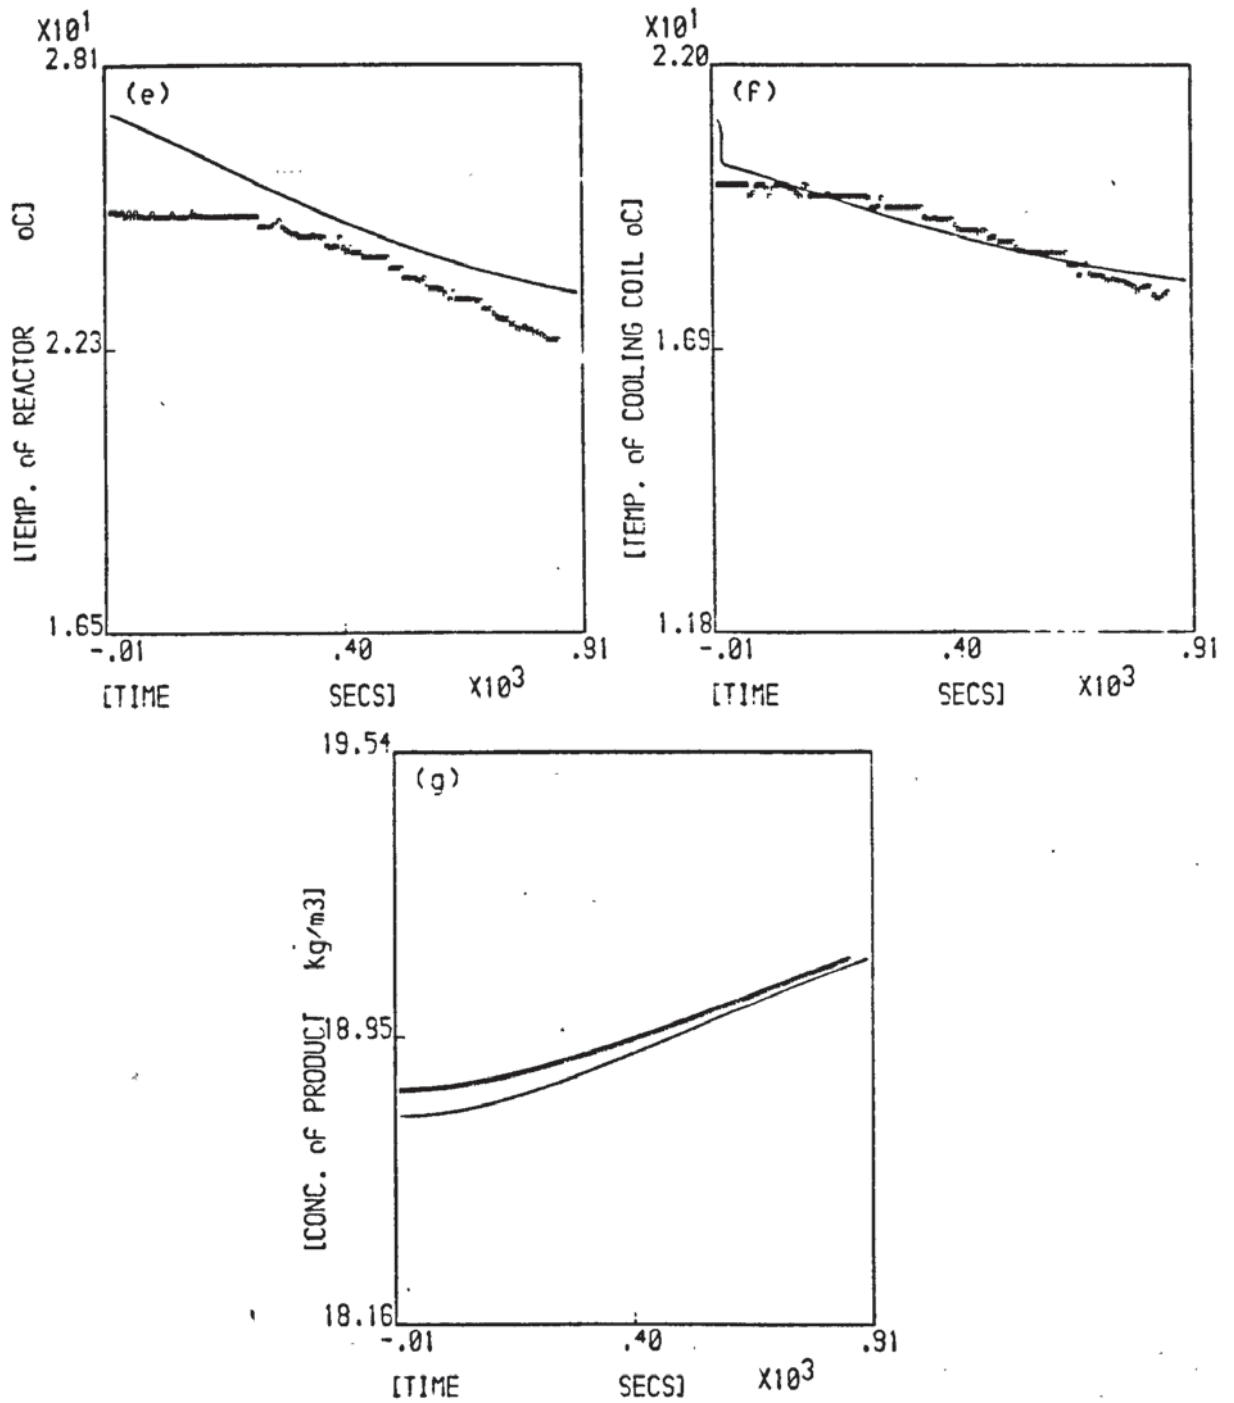 X10¹
2.81
(e)
[TEMP. of REACTOR oC]
2.23
1.65
-.01 .40 .91
[TIME SECS] X10³
X10¹
2.20
(f)
[TEMP. of COOLING COIL oC]
1.69
1.18
-.01 .40 .91
[TIME SECS] X10³
19.54
(g)
[CONC. of PRODUCT kg/m3]
18.95
18.16
-.01 .40 .91
[TIME SECS] X10³